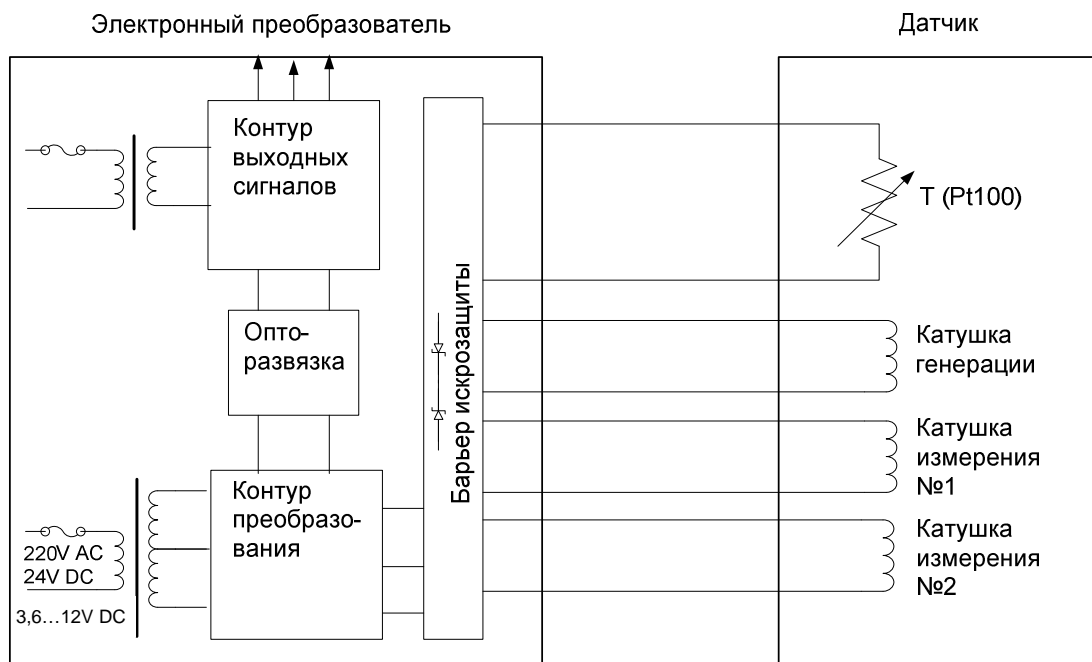 Электронный преобразователь
Датчик
Контур
выходных
сигналов
T (Pt100)
Опто-
развязка
Барьер искрозащиты
Катушка
генерации
Катушка
измерения
№1
Контур
преобразо-
вания
Катушка
измерения
№2
220V AC
24V DC
3,6...12V DC